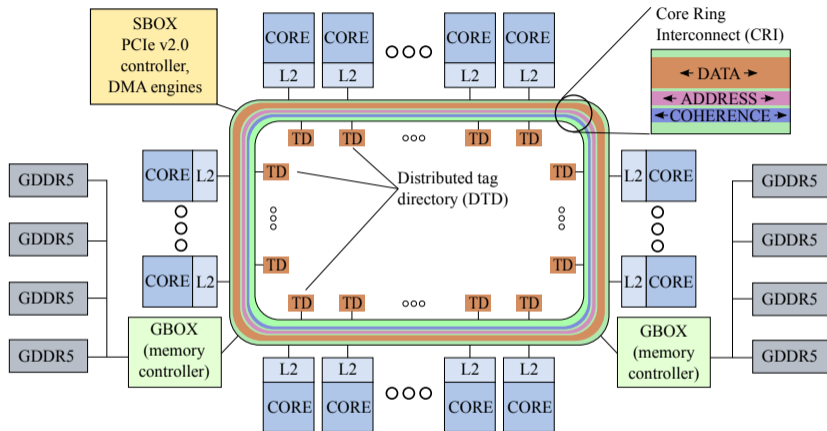 SBOX
PCIe v2.0
controller,
DMA engines
CORE
CORE
CORE
CORE
L2
L2
L2
L2
Core Ring
Interconnect (CRI)
DATA
ADDRESS
COHERENCE
TD
TD
TD
TD
GDDR5
GDDR5
GDDR5
GDDR5
CORE
L2
CORE
L2
TD
TD
Distributed tag
directory (DTD)
TD
TD
L2
CORE
L2
CORE
GDDR5
GDDR5
GDDR5
GDDR5
TD
TD
TD
TD
GBOX
(memory
controller)
GBOX
(memory
controller)
L2
L2
L2
L2
CORE
CORE
CORE
CORE